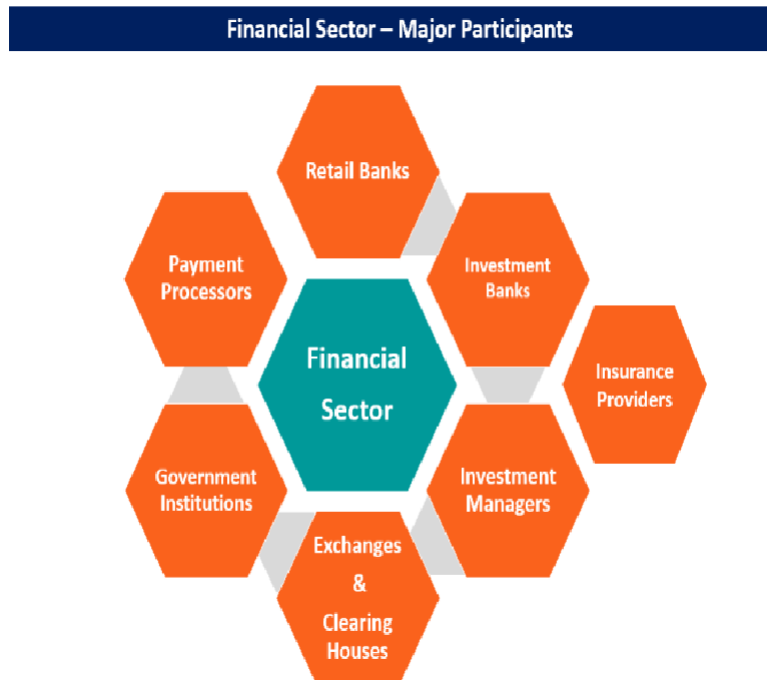 Financial Sector – Major Participants
Retail Banks
Payment
Processors
Investment
Banks
Financial
Sector
Insurance
Providers
Government
Institutions
Investment
Managers
Exchanges
&
Clearing
Houses